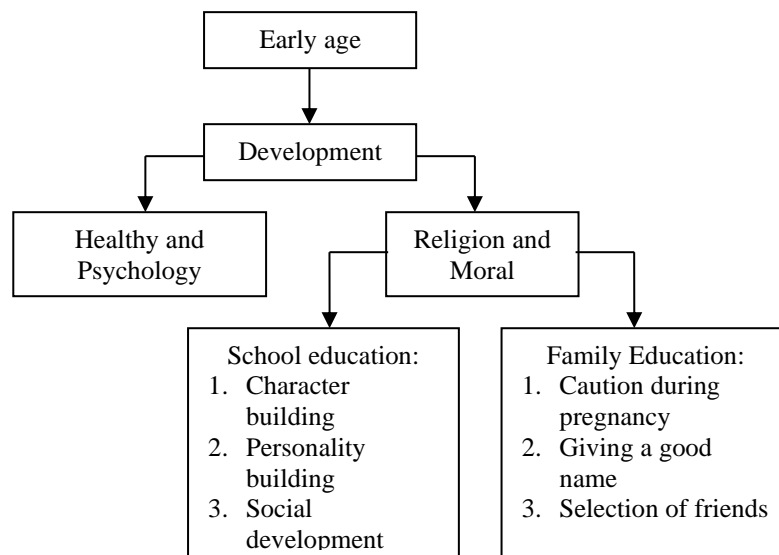 Early age
Development
Healthy and
Psychology
Religion and
Moral
School education:
1. Character
building
2. Personality
building
3. Social
development
Family Education:
1. Caution during
pregnancy
2. Giving a good
name
3. Selection of friends